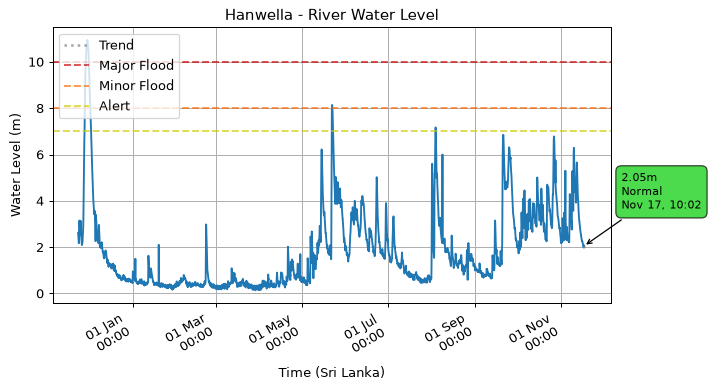 Hanwella - River Water Level
Trend
Major Flood
Minor Flood
Alert
Water Level (m)
10
8
6
4
2
0
2.05m
Normal
Nov 17, 10:02
01 Jan
00:00
01 Mar
00:00
01 May
00:00
01 Jul
00:00
01 Sep
00:00
01 Nov
00:00
Time (Sri Lanka)